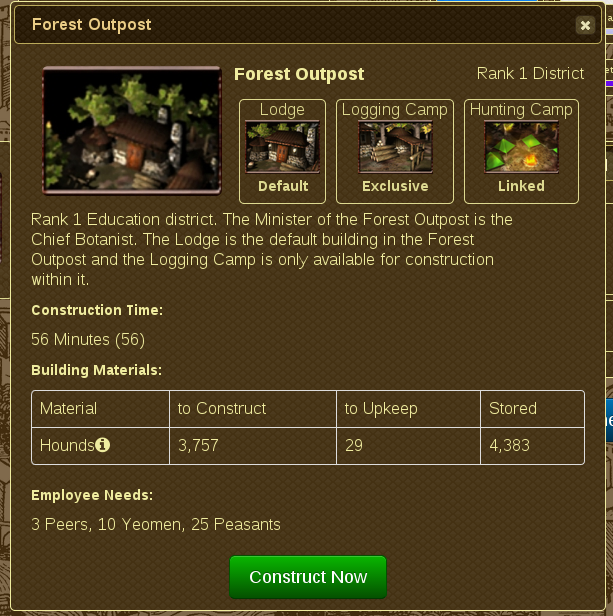 Forest Outpost
Forest Outpost
Rank 1 District
Lodge
Default
Logging Camp
Exclusive
Hunting Camp
Linked
Rank 1 Education district. The Minister of the Forest Outpost is the
Chief Botanist. The Lodge is the default building in the Forest
Outpost and the Logging Camp is only available for construction
within it.
Construction Time:
56 Minutes (56)
Building Materials:
Material to Construct to Upkeep Stored
Hounds 3,757 29 4,383
Employee Needs:
3 Peers, 10 Yeomen, 25 Peasants
Construct Now